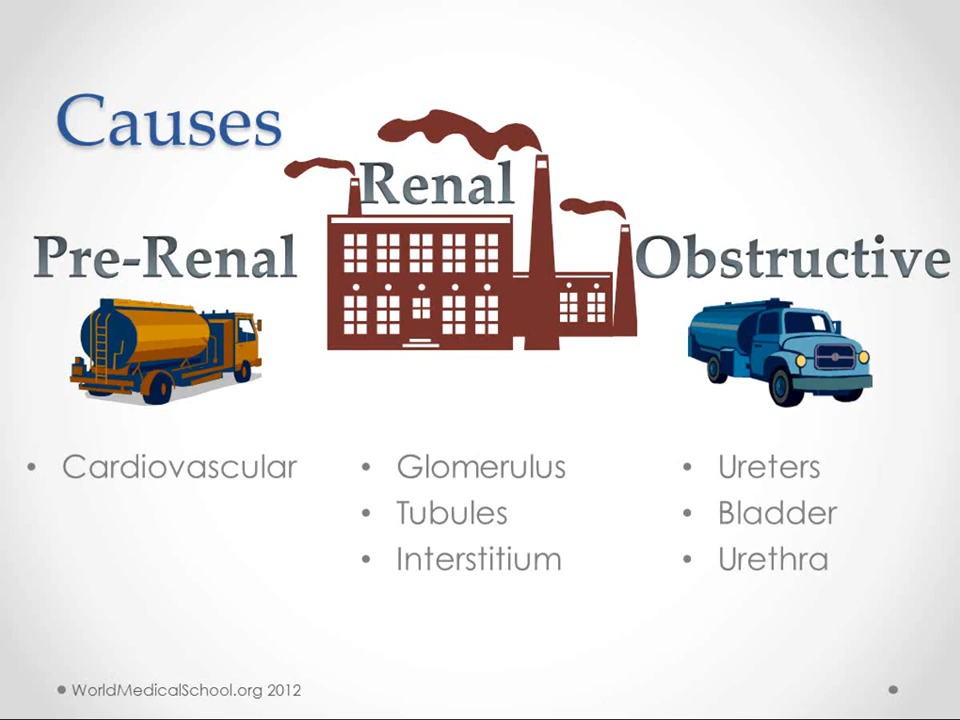 Causes
Renal
Pre-Renal
Obstructive
• Cardiovascular
• Glomerulus
• Tubules
• Interstitium
• Ureters
• Bladder
• Urethra
WorldMedicalSchool.org 2012